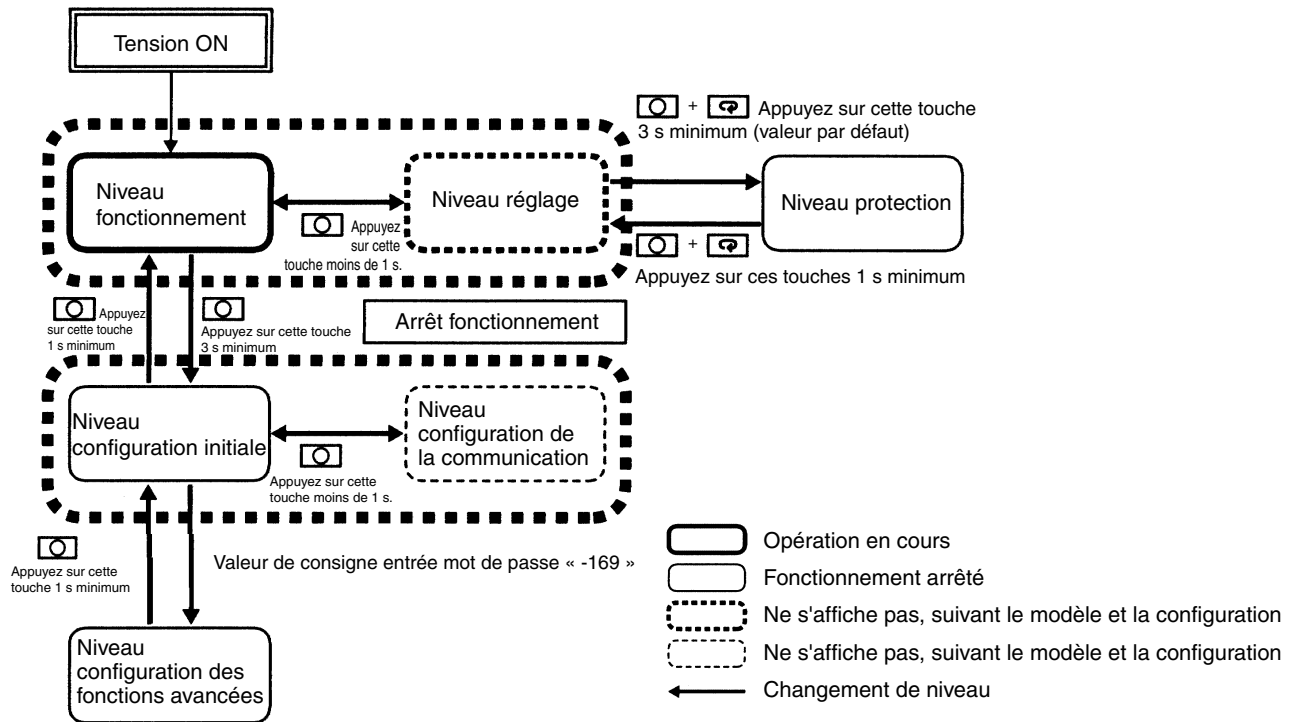 Tension ON
+ Appuyez sur cette touche
3 s minimum (valeur par défaut)
Niveau
fonctionnement
Appuyez
sur cette
touche moins de 1 s.
Niveau réglage
Niveau protection
+
Appuyez sur ces touches 1 s minimum
Appuyez
sur cette touche
1 s minimum
Appuyez sur cette touche
3 s minimum
Arrêt fonctionnement
Niveau
configuration initiale
Appuyez sur cette
touche moins de 1 s.
Niveau
configuration de
la communication
Appuyez sur cette
touche 1 s minimum
Valeur de consigne entrée mot de passe « -169 »
Niveau
configuration des
fonctions avancées
Opération en cours
Fonctionnement arrêté
Ne s'affiche pas, suivant le modèle et la configuration
Ne s'affiche pas, suivant le modèle et la configuration
Changement de niveau